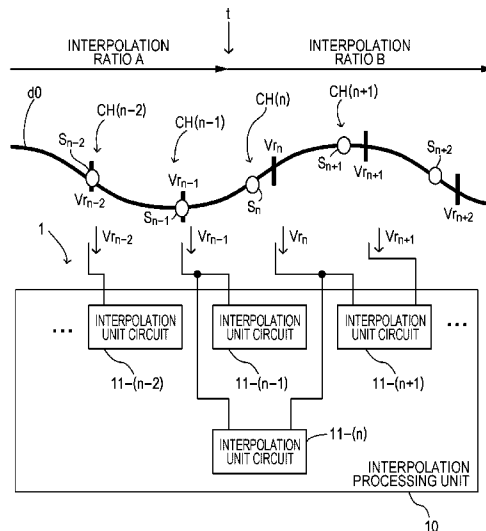 t
INTERPOLATION
RATIO A
INTERPOLATION
RATIO B
d0
CH(n-2)
CH(n-1)
CH(n)
CH(n+1)
Sn-2
Vrn-2
Vrn-1
Sn-1
Vrn
Sn
Sn+1
Vrn+1
Sn+2
Vrn+2
1
Vrn-2
Vrn-1
Vrn
Vrn+1
...
INTERPOLATION
UNIT CIRCUIT
INTERPOLATION
UNIT CIRCUIT
INTERPOLATION
UNIT CIRCUIT
...
11-(n-2)
11-(n-1)
11-(n+1)
INTERPOLATION
UNIT CIRCUIT
11-(n)
INTERPOLATION
PROCESSING UNIT
10